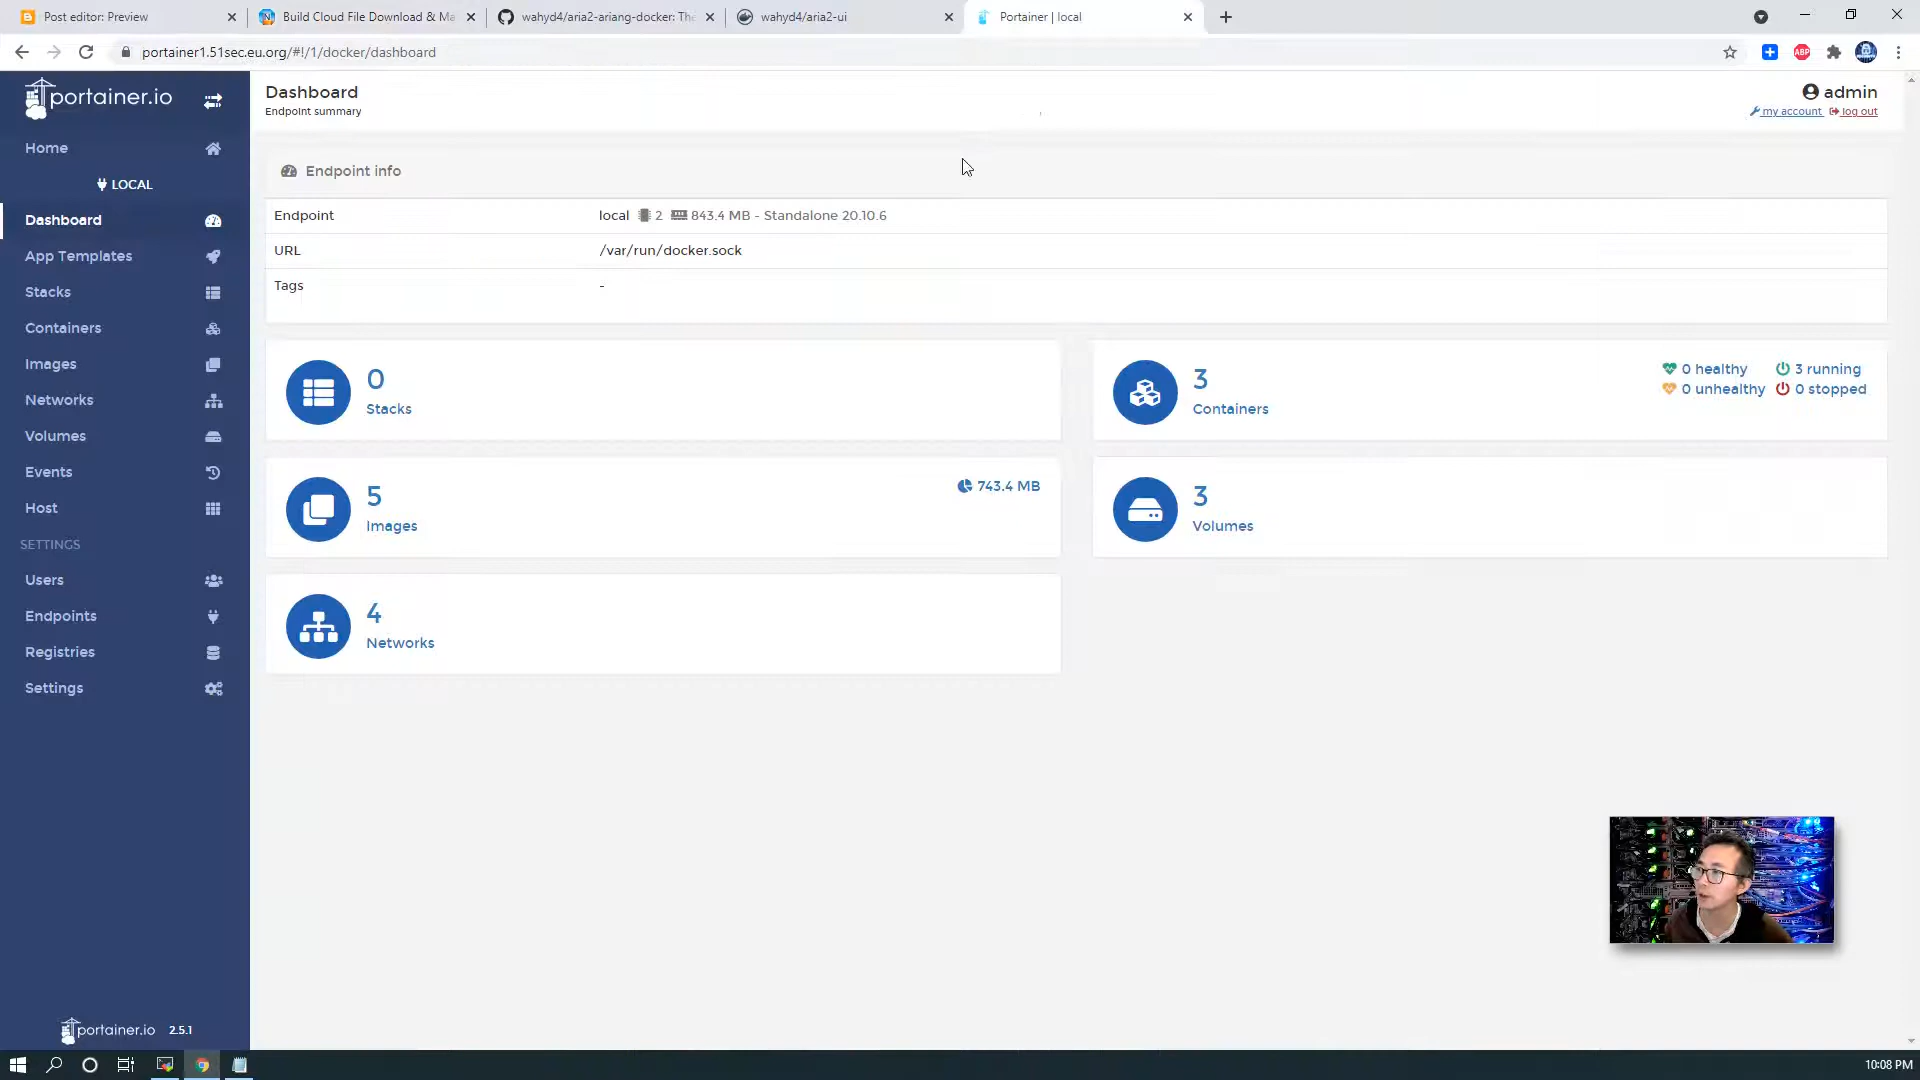 Post editor: Preview
Build Cloud File Download & Ma
wahyd4/aria2-ariang-docker: The
wahyd4/aria2-ui
Portainer | local
portainer1.51sec.eu.org/#!/1/docker/dashboard
ABP
portainer.io
Home
LOCAL
Dashboard
App Templates
Stacks
Containers
Images
Networks
Volumes
Events
Host
SETTINGS
Users
Endpoints
Registries
Settings
portainer.io 2.5.1
Dashboard
Endpoint summary
admin
my account log out
Endpoint info
Endpoint local 2 843.4 MB - Standalone 20.10.6
URL /var/run/docker.sock
Tags -
0
Stacks
3
Containers
0 healthy 3 running
0 unhealthy 0 stopped
5
Images
743.4 MB
3
Volumes
4
Networks
10:08 PM